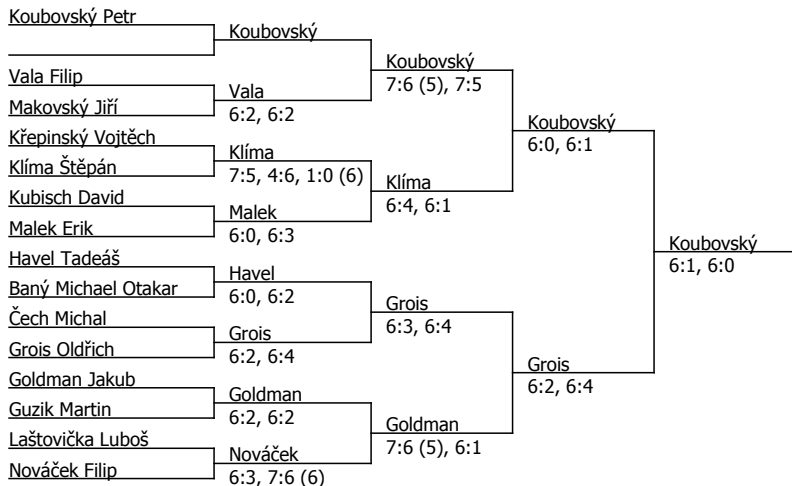 Koubovský Petr
Vala Filip
Makovský Jiří
Křepinský Vojtěch
Klíma Štěpán
Kubisch David
Malek Erik
Havel Tadeáš
Baný Michael Otakar
Čech Michal
Grois Oldřich
Goldman Jakub
Guzik Martin
Laštovička Luboš
Nováček Filip
Koubovský
Vala
6:2, 6:2
Klíma
7:5, 4:6, 1:0 (6)
Malek
6:0, 6:3
Havel
6:0, 6:2
Grois
6:2, 6:4
Goldman
6:2, 6:2
Nováček
6:3, 7:6 (6)
Koubovský
7:6 (5), 7:5
Klíma
6:4, 6:1
Grois
6:3, 6:4
Goldman
7:6 (5), 6:1
Koubovský
6:0, 6:1
Grois
6:2, 6:4
Koubovský
6:1, 6:0